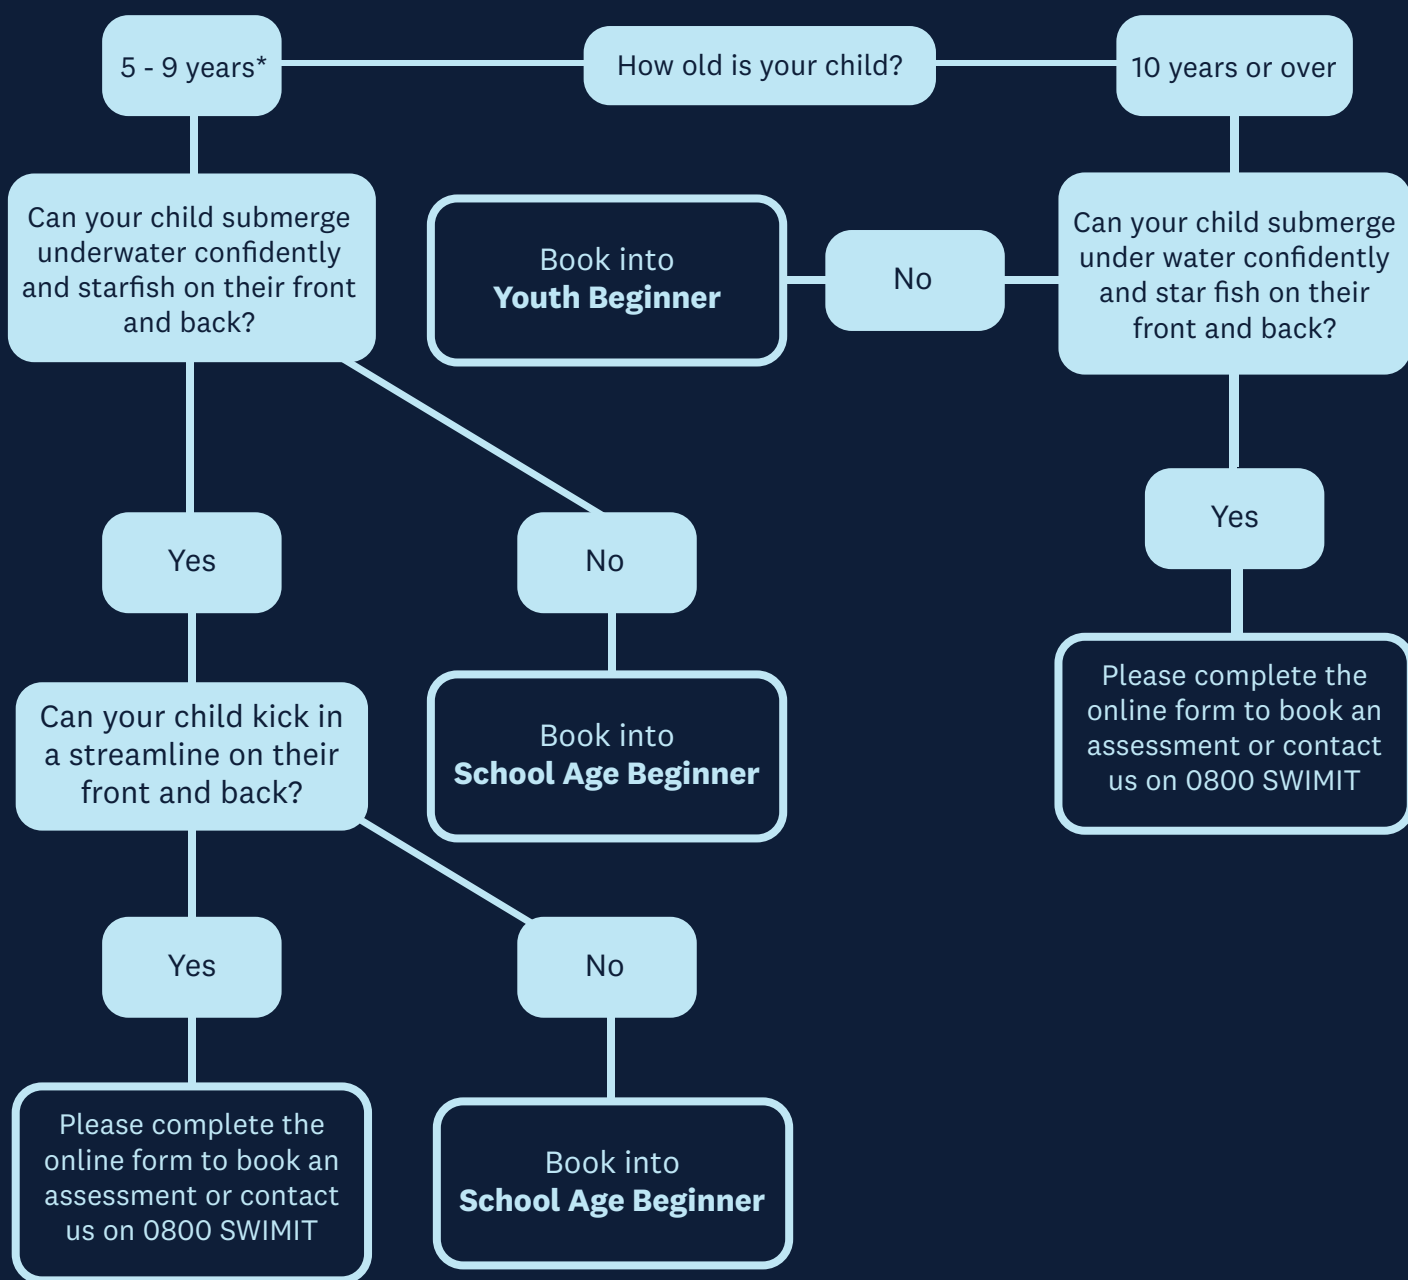 5 - 9 years*
How old is your child?
10 years or over
Can your child submerge
underwater confidently
and starfish on their front
and back?
Book into
Youth Beginner
No
Can your child submerge
under water confidently
and star fish on their
front and back?
Yes
No
Yes
Can your child kick in
a streamline on their
front and back?
Book into
School Age Beginner
Please complete the
online form to book an
assessment or contact
us on 0800 SWIMIT
Yes
No
Please complete the
online form to book an
assessment or contact
us on 0800 SWIMIT
Book into
School Age Beginner